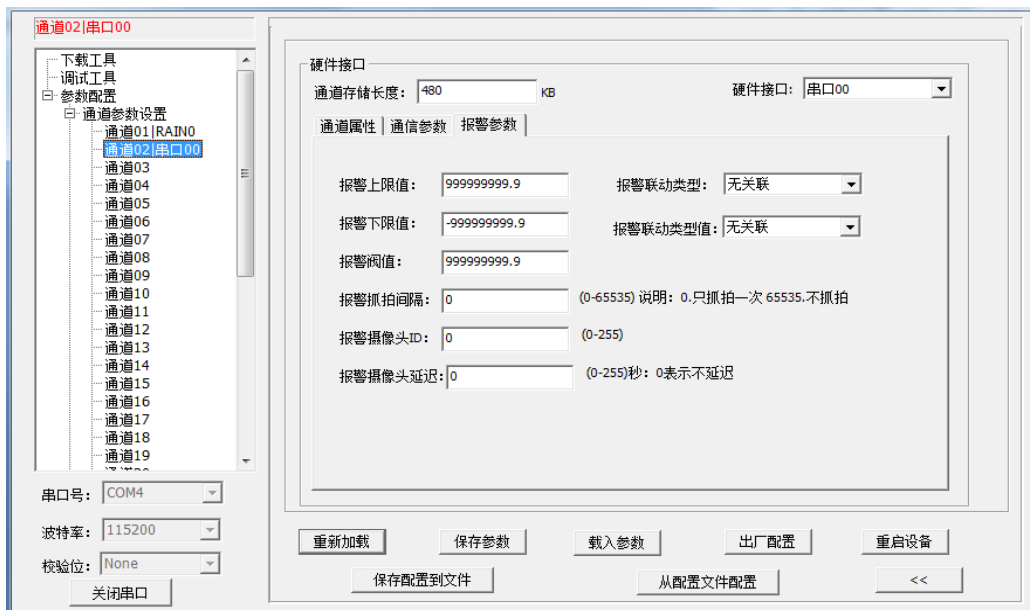 通道02|串口00
下载工具
调试工具
参数配置
通道参数设置
通道01|RAIN0
通道02|串口00
通道03
通道04
通道05
通道06
通道07
通道08
通道09
通道10
通道11
通道12
通道13
通道14
通道15
通道16
通道17
通道18
通道19
串口号： COM4
波特率： 115200
校验位： None
关闭串口
硬件接口
通道存储长度： 480 KB 硬件接口： 串口00
通道属性 通信参数 报警参数
报警上限值： 999999999.9 报警联动类型： 无关联
报警下限值： -999999999.9 报警联动类型值： 无关联
报警阀值： 999999999.9
报警抓拍间隔： 0 (0-65535) 说明：0.只抓拍一次 65535.不抓拍
报警摄像头ID： 0 (0-255)
报警摄像头延迟： 0 (0-255)秒：0表示不延迟
重新加载 保存参数 载入参数 出厂配置 重启设备
保存配置到文件 从配置文件配置 <<